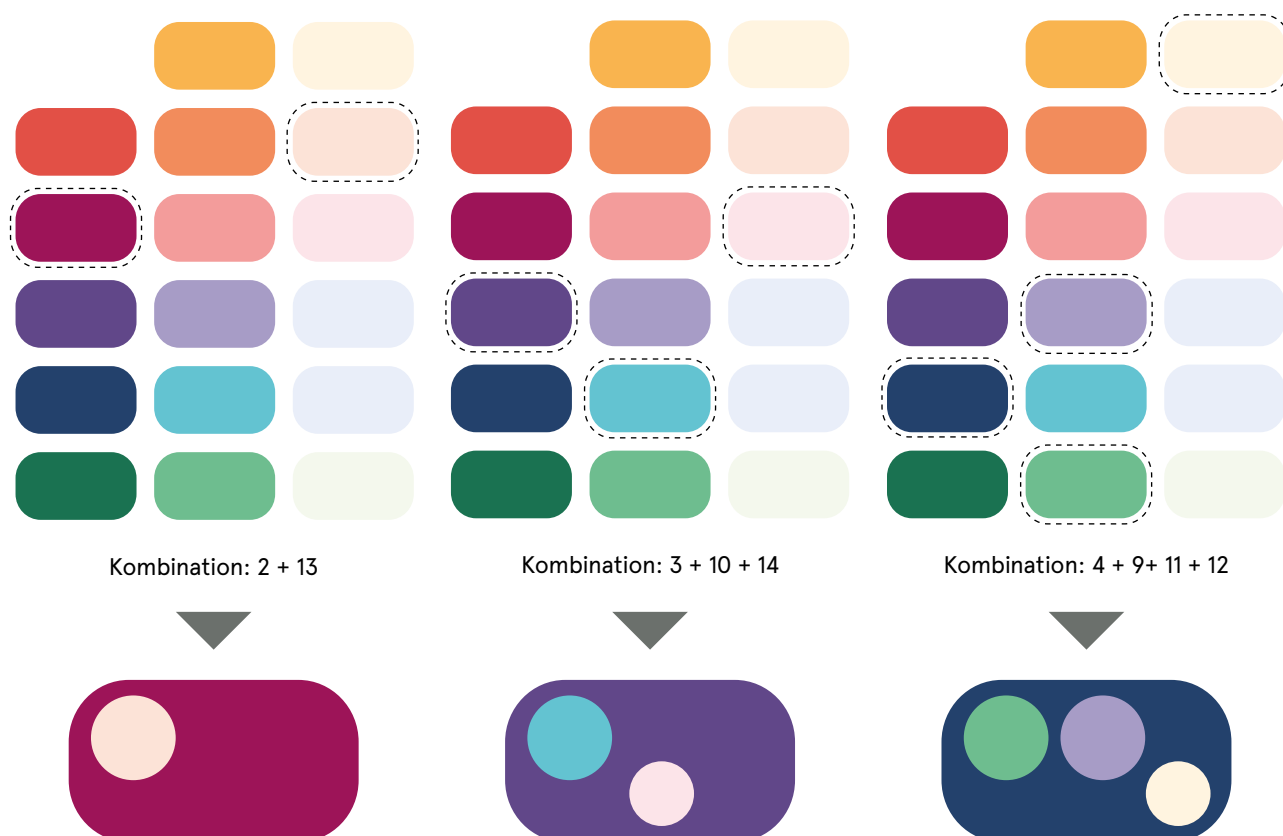 Kombination: 2 + 13
Kombination: 3 + 10 + 14
Kombination: 4 + 9+ 11 + 12